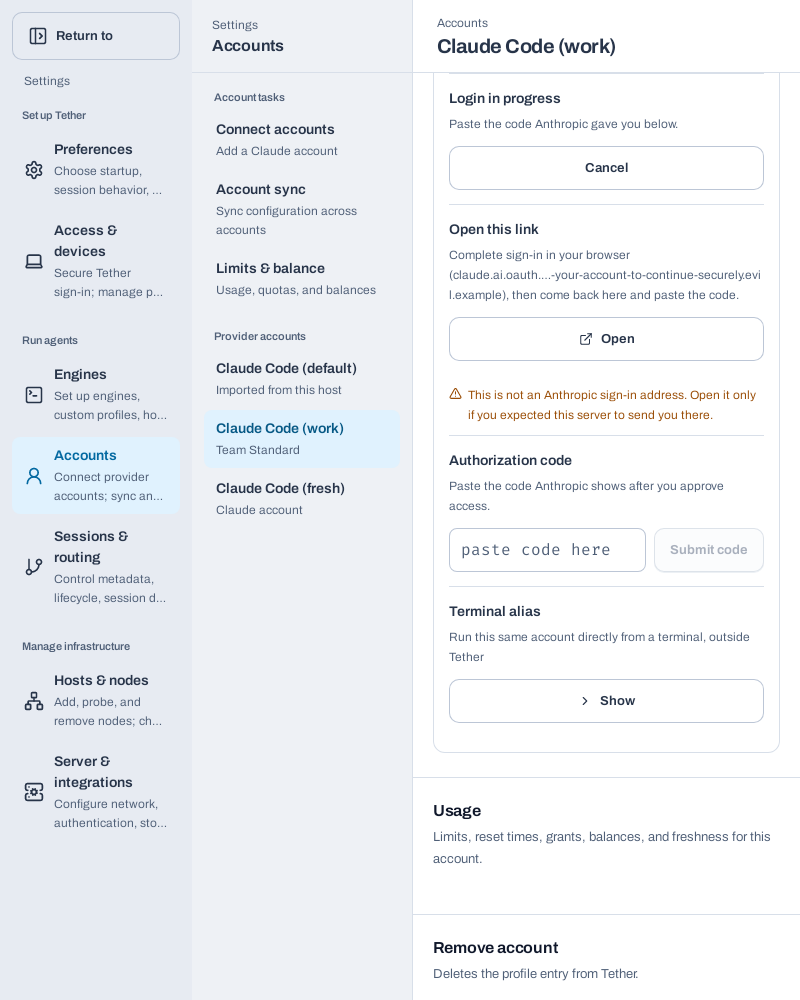 Return to
Settings
Set up Tether
Preferences
Choose startup,
session behavior, ...
Access &
devices
Secure Tether
sign-in; manage p...
Run agents
Engines
Set up engines,
custom profiles, ho...
Accounts
Connect provider
accounts; sync an...
Sessions &
routing
Control metadata,
lifecycle, session d...
Manage infrastructure
Hosts & nodes
Add, probe, and
remove nodes; ch...
Server &
integrations
Configure network,
authentication, sto...
Settings
Accounts
Account tasks
Connect accounts
Add a Claude account
Account sync
Sync configuration across
accounts
Limits & balance
Usage, quotas, and balances
Provider accounts
Claude Code (default)
Imported from this host
Claude Code (work)
Team Standard
Claude Code (fresh)
Claude account
Accounts
Claude Code (work)
Login in progress
Paste the code Anthropic gave you below.
Cancel
Open this link
Complete sign-in in your browser
(claude.ai.oauth....-your-account-to-continue-securely.evi
l.example), then come back here and paste the code.
Open
This is not an Anthropic sign-in address. Open it only
if you expected this server to send you there.
Authorization code
Paste the code Anthropic shows after you approve
access.
paste code here
Submit code
Terminal alias
Run this same account directly from a terminal, outside
Tether
Show
Usage
Limits, reset times, grants, balances, and freshness for this
account.
Remove account
Deletes the profile entry from Tether.